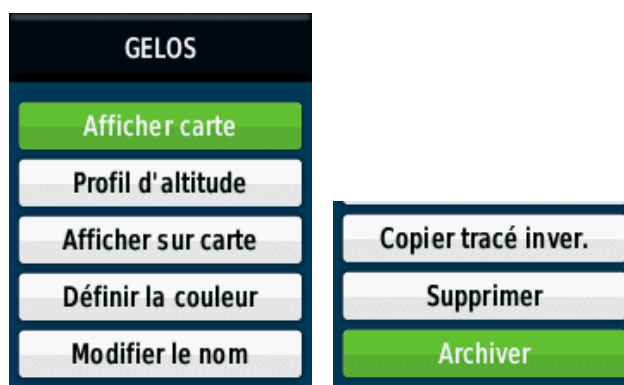 GELOS
Afficher carte
Profil d'altitude
Afficher sur carte
Définir la couleur
Modifier le nom
Copier tracé inver.
Supprimer
Archiver